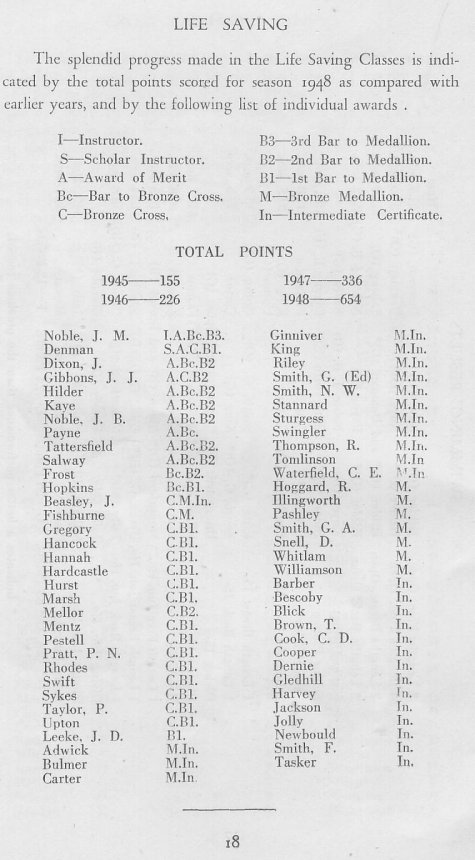 LIFE SAVING
The splendid progress made in the Life Saving Classes is indi-
cated by the total points scored for season 1948 as compared with
earlier years, and by the following list of individual awards .
I—Instructor.
S—Scholar Instructor.
A—Award of Merit
Bc—Bar to Bronze Cross.
C—Bronze Cross,
B3—3rd Bar to Medallion.
B2—2nd Bar to Medallion.
B1—1st Bar to Medallion.
M—Bronze Medallion.
In—Intermediate Certificate.
TOTAL POINTS
1945——155
1946——226
1947——336
1948——654
Noble, J. M. I.A.Bc.B3.
Denman S.A.C.B1.
Dixon, J. A.Bc.B2
Gibbons, J. J. A.C.B2
Hilder A.Bc.B2
Kaye A.Bc.B2
Noble, J. B. A.Bc.B2
Payne A.Bc.
Tattersfield A.Bc.B2.
Salway A.Bc.B2
Frost Bc.B2.
Hopkins Bc.B1.
Beasley, J. C.M.In.
Fishburne C.M.
Gregory C.B1.
Hancock C.B1.
Hannah C.B1.
Hardcastle C.B1.
Hurst C.B1.
Marsh C.B1.
Mellor C.B2.
Mentz C.B1.
Pestell C.B1.
Pratt, P. N. C.B1.
Rhodes C.B1.
Swift C.B1.
Sykes C.B1.
Taylor, P. C.B1.
Upton C.B1.
Leeke, J. D. B1.
Adwick M.In.
Bulmer M.In.
Carter M.In.
Ginniver M.In.
King M.In.
Riley M.In.
Smith, G. (Ed) M.In.
Smith, N. W. M.In.
Stannard M.In.
Sturgess M.In.
Swingler M.In.
Thompson, R. M.In.
Tomlinson M.In
Waterfield, C. E. M.In
Hoggard, R. M.
Illingworth M.
Pashley M.
Smith, G. A. M.
Snell, D. M.
Whitlam M.
Williamson M.
Barber In.
Bescoby In.
Blick In.
Brown, T. In.
Cook, C. D. In.
Cooper In.
Dernie In.
Gledhill In.
Harvey In.
Jackson In.
Jolly In.
Newbould In.
Smith, F. In.
Tasker In.
18